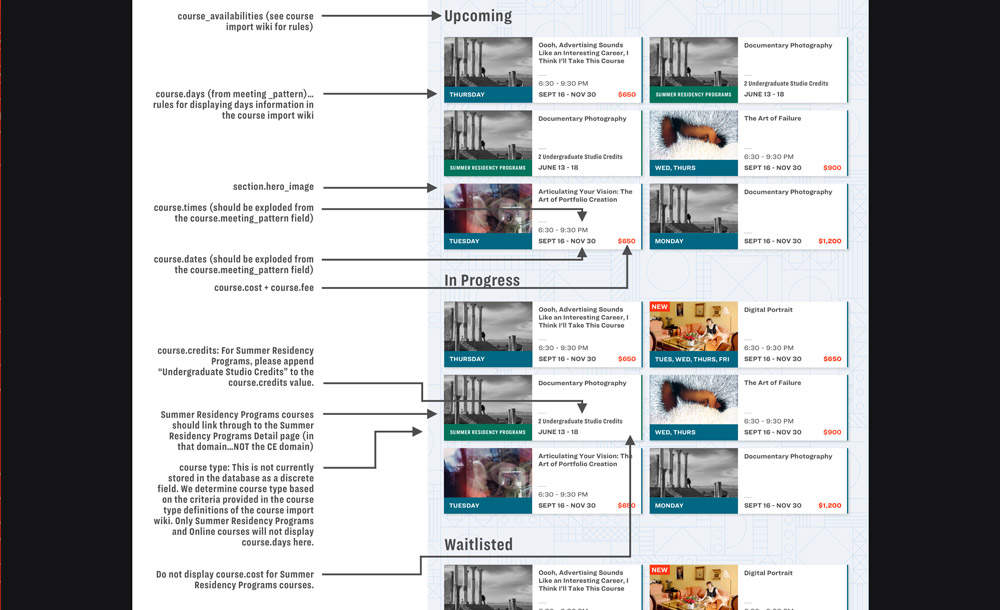 course_availabilities (see course
import wiki for rules)
course.days (from meeting _pattern)...
rules for displaying days information in
the course import wiki
section.hero_image
course.times (should be exploded from
the course.meeting_pattern field)
course.dates (should be exploded from
the course.meeting_pattern field)
course.cost + course.fee
course.credits: For Summer Residency
Programs, please append
“Undergraduate Studio Credits” to the
course.credits value.
Summer Residency Programs courses
should link through to the Summer
Residency Programs Detail page (in
that domain...NOT the CE domain)
course type: This is not currently
stored in the database as a discrete
field. We determine course type based
on the criteria provided in the course
type definitions of the course import
wiki. Only Summer Residency Programs
and Online courses will not display
course.days here.
Do not display course.cost for Summer
Residency Programs courses.
Upcoming
Oooh, Advertising Sounds
Like an Interesting Career, I
Think I'll Take This Course
6:30 - 9:30 PM
THURSDAY
SEPT 16 - NOV 30
$650
Documentary Photography
2 Undergraduate Studio Credits
SUMMER RESIDENCY PROGRAMS
JUNE 13 - 18
Documentary Photography
2 Undergraduate Studio Credits
SUMMER RESIDENCY PROGRAMS
JUNE 13 - 18
The Art of Failure
6:30 - 9:30 PM
WED, THURS
SEPT 16 - NOV 30
$900
Articulating Your Vision: The
Art of Portfolio Creation
6:30 - 9:30 PM
TUESDAY
SEPT 16 - NOV 30
$650
Documentary Photography
MONDAY
SEPT 16 - NOV 30
$1,200
In Progress
Oooh, Advertising Sounds
Like an Interesting Career, I
Think I'll Take This Course
6:30 - 9:30 PM
THURSDAY
SEPT 16 - NOV 30
$650
NEW
Digital Portrait
6:30 - 9:30 PM
TUES, WED, THURS, FRI
SEPT 16 - NOV 30
$650
Documentary Photography
2 Undergraduate Studio Credits
SUMMER RESIDENCY PROGRAMS
JUNE 13 - 18
The Art of Failure
6:30 - 9:30 PM
WED, THURS
SEPT 16 - NOV 30
$900
Articulating Your Vision: The
Art of Portfolio Creation
6:30 - 9:30 PM
TUESDAY
SEPT 16 - NOV 30
$650
Documentary Photography
MONDAY
SEPT 16 - NOV 30
$1,200
Waitlisted
Oooh, Advertising Sounds
Like an Interesting Career, I
Think I'll Take This Course
NEW
Digital Portrait